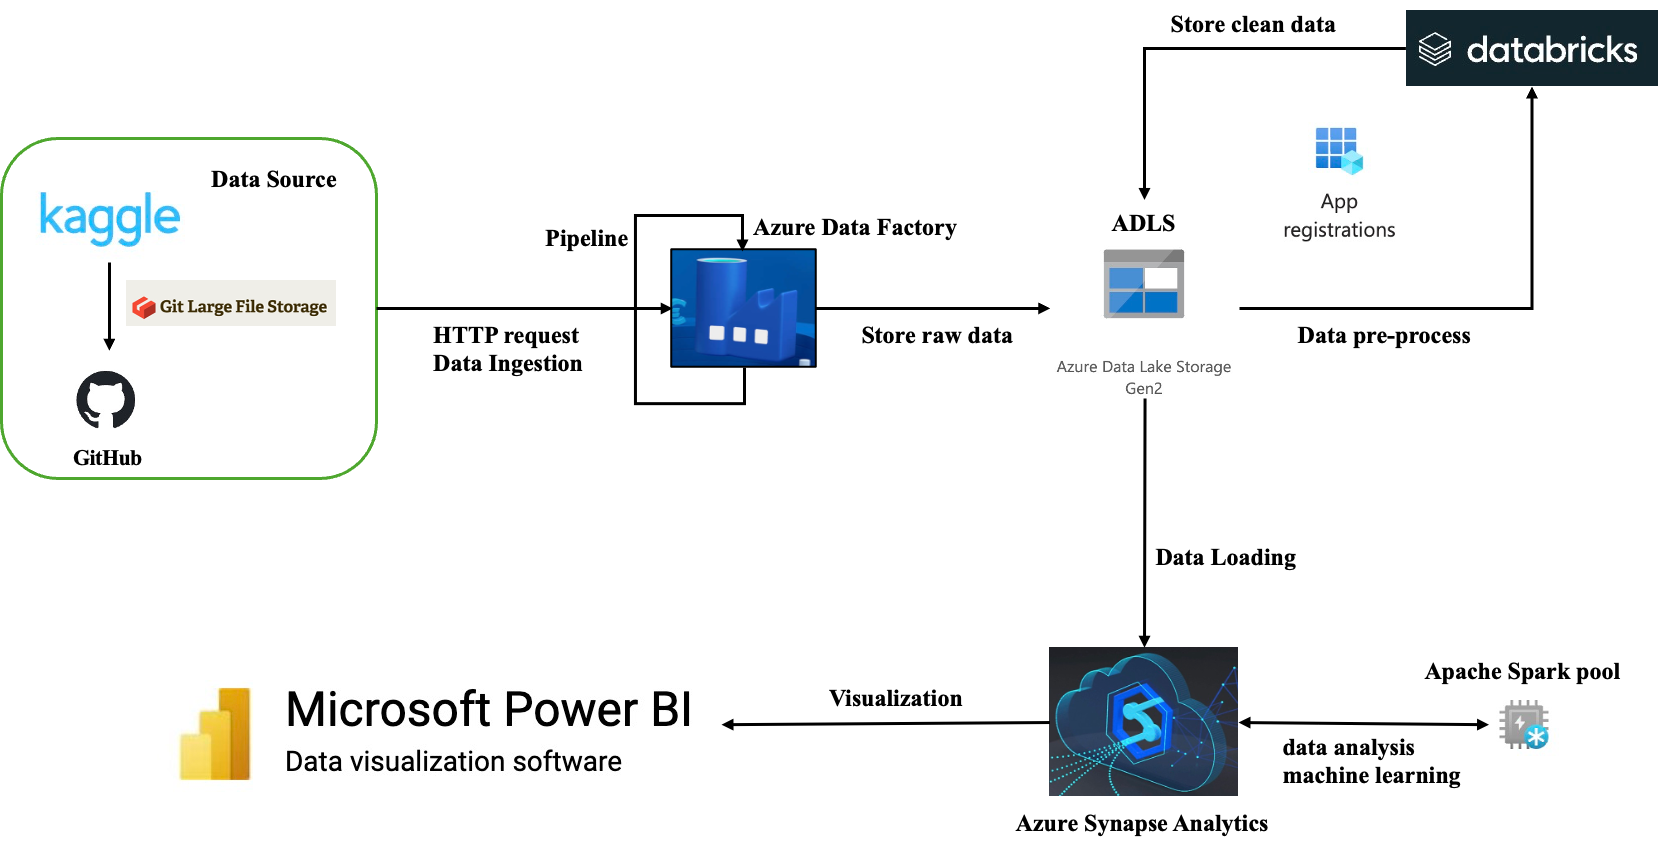 Store clean data
databricks
Data Source
kaggle
Git Large File Storage
GitHub
HTTP request
Data Ingestion
Pipeline
Azure Data Factory
Store raw data
ADLS
Azure Data Lake Storage
Gen2
App
registrations
Data pre-process
Data Loading
Microsoft Power BI
Data visualization software
Visualization
Azure Synapse Analytics
Apache Spark pool
data analysis
machine learning